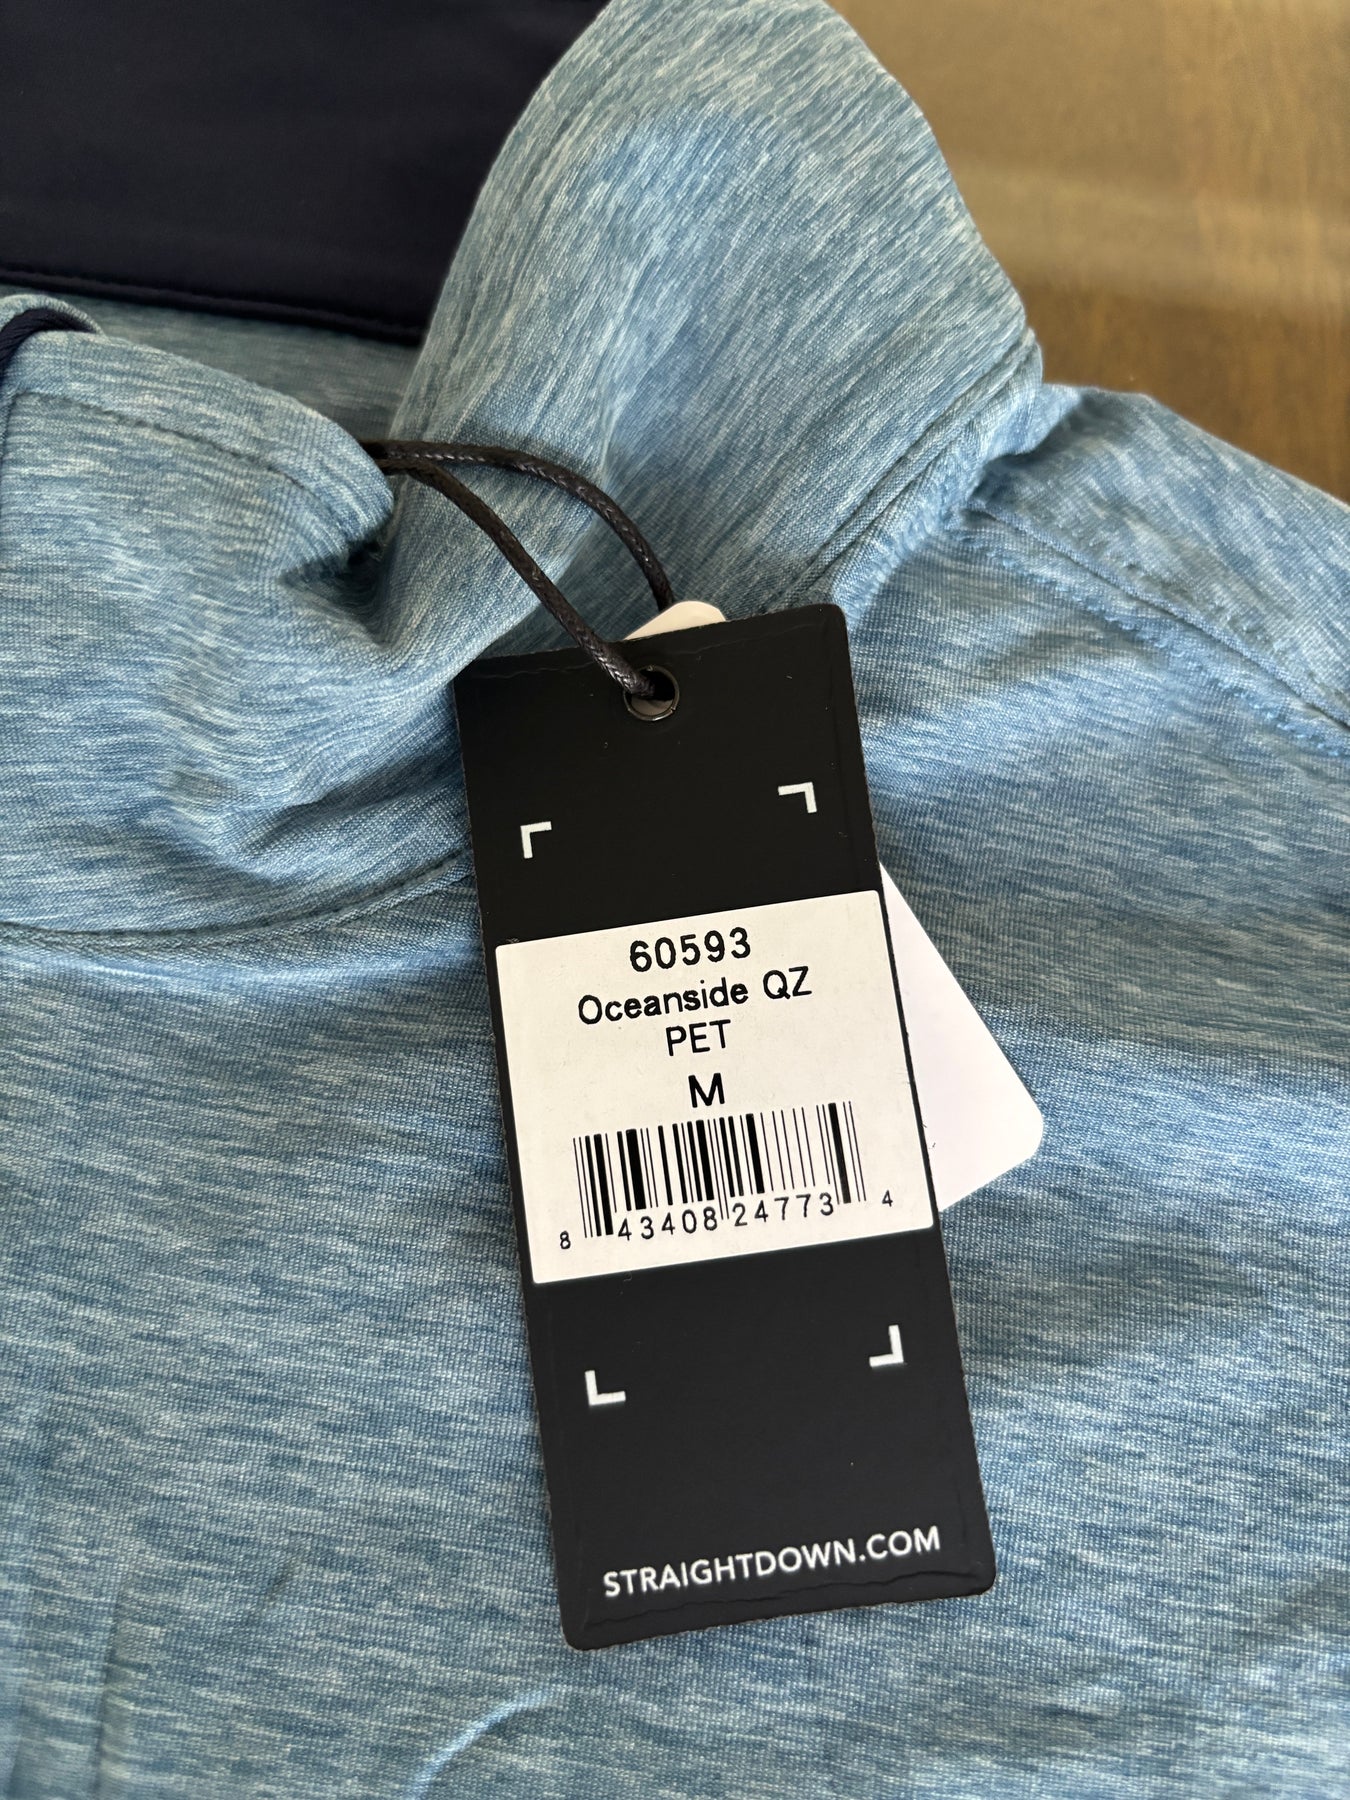 60593
Oceanside QZ
PET
M
8 43408 24773 4
STRAIGHTDOWN.COM